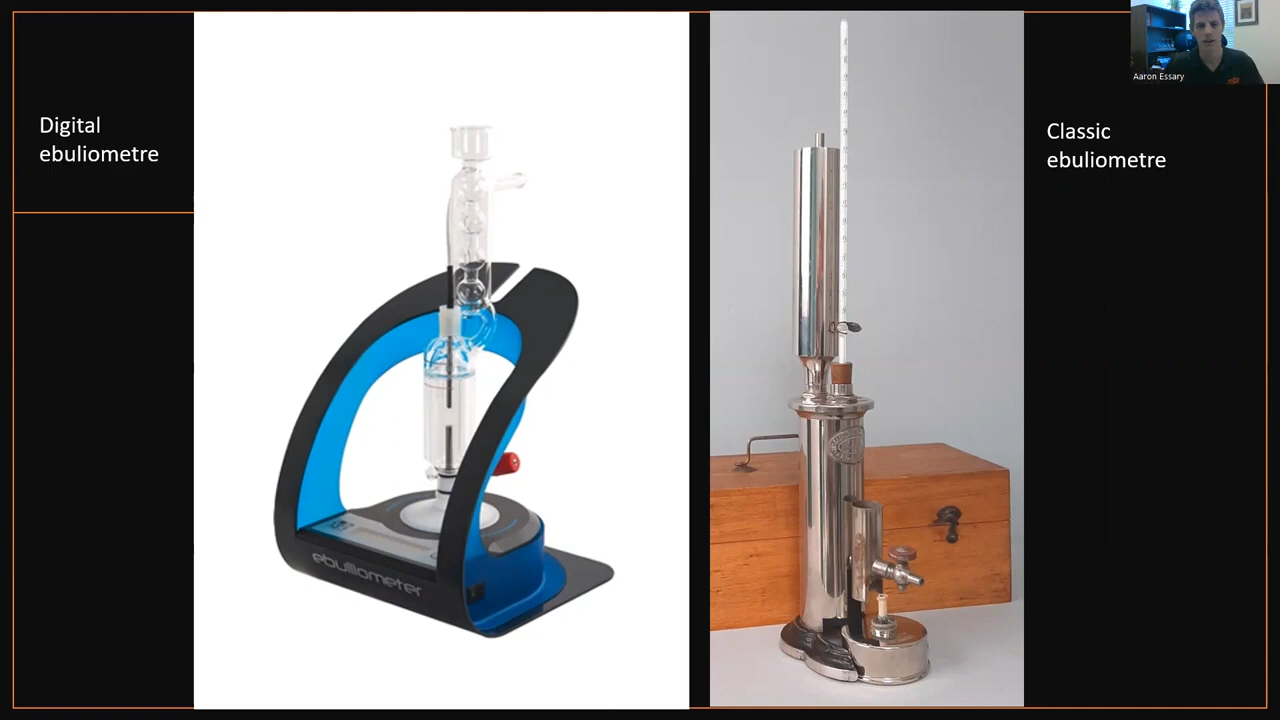 Digital
ebuliometre
ebulliometer
Classic
ebuliometre
Aaron Essary